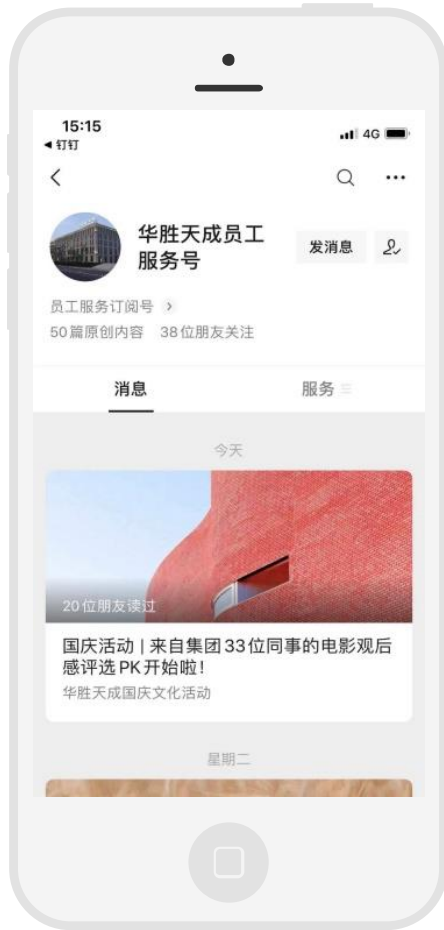 15:15
4G
钉钉
华胜天成员工
服务号
发消息
员工服务订阅号
50篇原创内容 38位朋友关注
消息 服务
今天
20位朋友读过
国庆活动 | 来自集团33位同事的电影观后
感评选PK开始啦!
华胜天成国庆文化活动
星期二